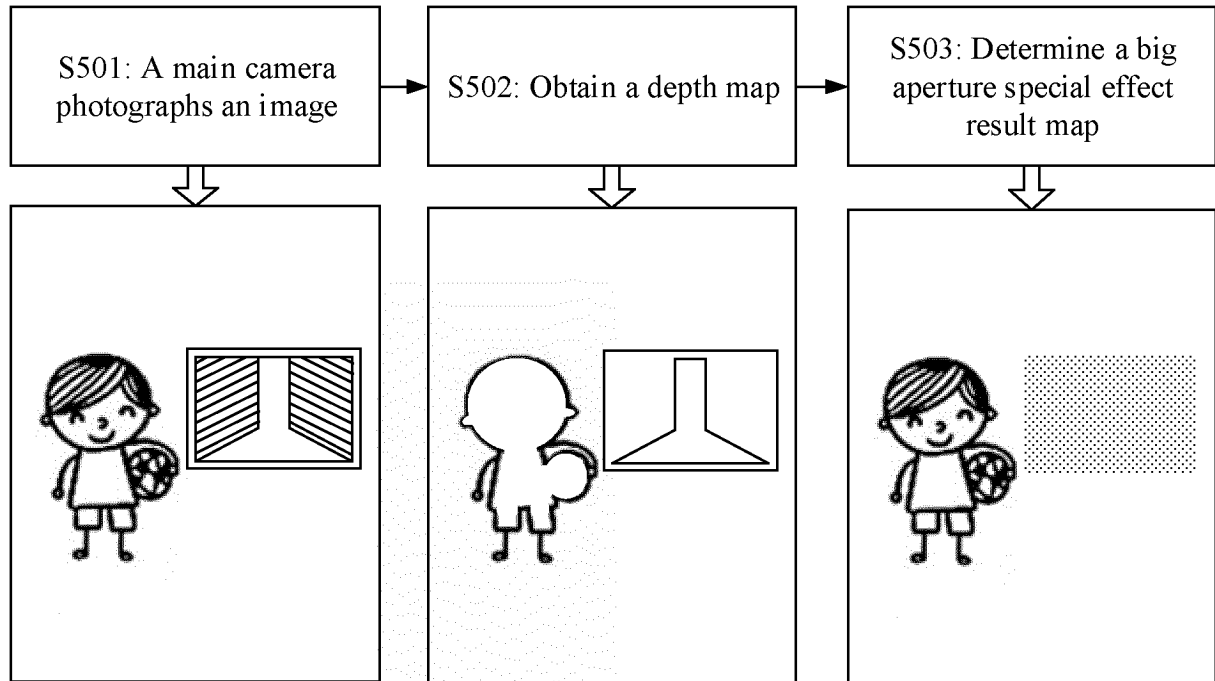 S501: A main camera
photographs an image
S502: Obtain a depth map
S503: Determine a big
aperture special effect
result map